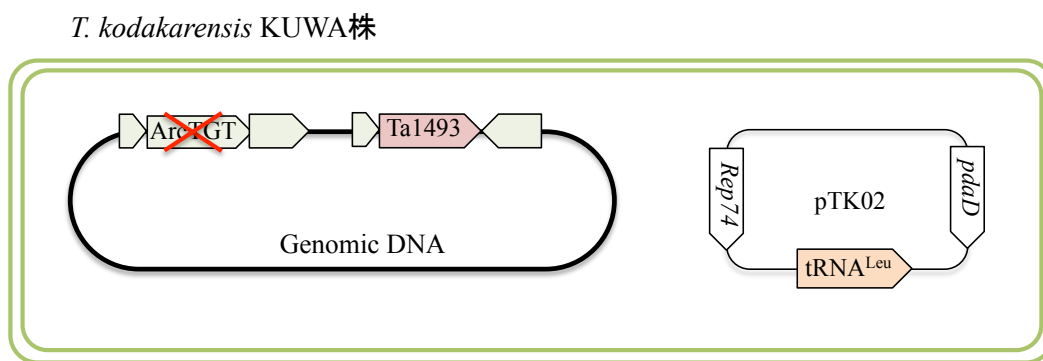 T. kodakarensis KUWA株
ArcTGT
Ta1493
Genomic DNA
Rep74
pTK02
pdaD
tRNALeu